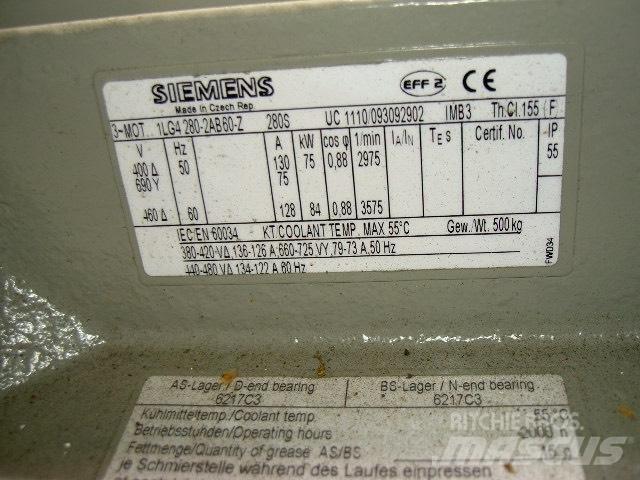 SIEMENS EFF 2 CE
Made in Czech Rep.
3~MOT. 1LG4 280-2AB60-Z 280S UC 1110/093092902 IMB3 Th.Cl.155 F
V Hz A kW cos φ 1/min IA/IN TE s Certif. No. IP
400 Δ 50 130 75 0,88 2975 55
690 Y 75
460 Δ 60 128 84 0,88 3575
IEC/EN 60034 KT.COOLANT TEMP. MAX 55°C Gew./Wt. 500kg
380-420-VΔ,136-126 A;660-725 VY,79-73 A,50 Hz
440-480-VΔ 134-122 A,60 Hz
PW034
AS-Lager / D-end bearing BS-Lager / N-end bearing
6217C3 6217C3
Kühlmitteltemp./Coolant temp. 55 °C
Betriebsstunden/Operating hours 2000
Fettmenge/Quantity of grease AS/BS 15 g
je Schmierstelle während des Laufes einpressen
RITCHIE BROS.
MASCUS